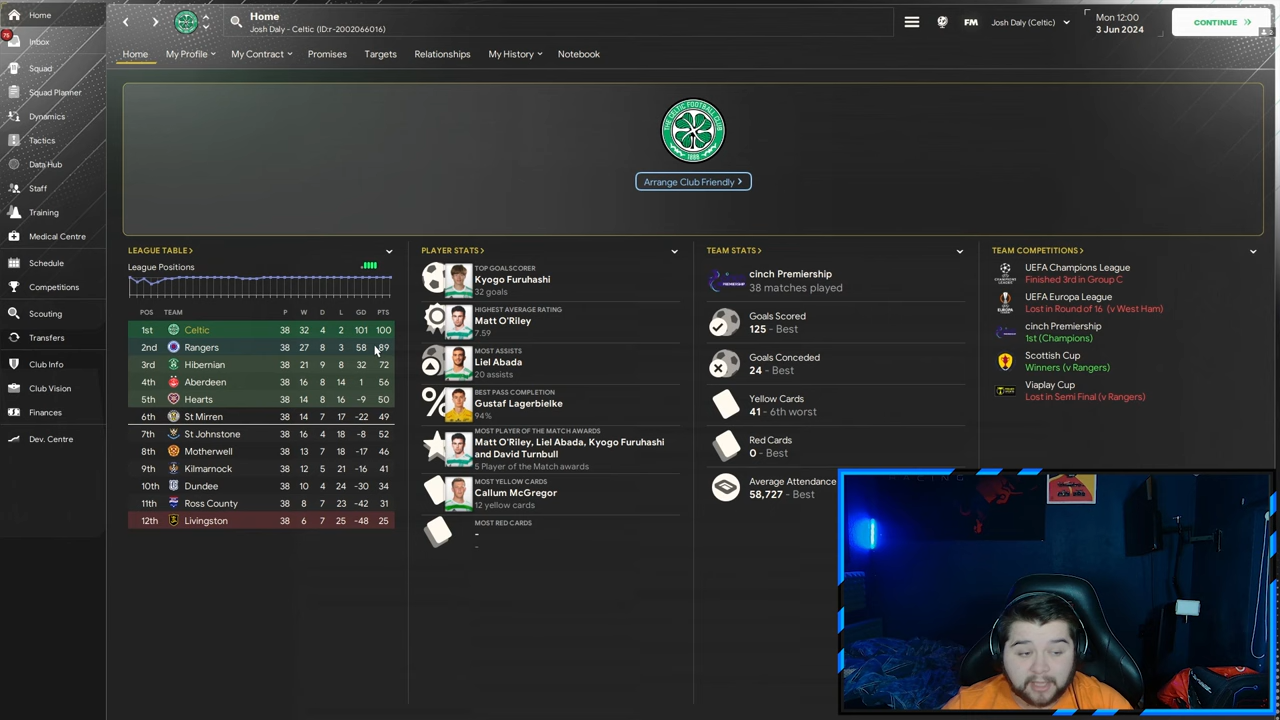 Home
75
Inbox
Squad
Squad Planner
Dynamics
Tactics
Data Hub
Staff
Training
Medical Centre
Schedule
Competitions
Scouting
Transfers
Club Info
Club Vision
Finances
Dev. Centre
Home
Josh Daly - Celtic (ID:r-2002066016)
FM
Josh Daly (Celtic)
Mon 12:00
3 Jun 2024
CONTINUE
2
Home My Profile My Contract Promises Targets Relationships My History Notebook
THE CELTIC FOOTBALL CLUB
1888
Arrange Club Friendly >
LEAGUE TABLE >
League Positions
POS TEAM P W D L GD PTS
1st Celtic 38 32 4 2 101 100
2nd Rangers 38 27 8 58 89
3rd Hibernian 38 21 9 8 32 72
4th Aberdeen 38 16 8 14 1 56
5th Hearts 38 14 8 16 -9 50
6th St Mirren 38 14 7 17 -22 49
7th St Johnstone 38 16 4 18 -8 52
8th Motherwell 38 13 7 18 -17 46
9th Kilmarnock 38 12 5 21 -16 41
10th Dundee 38 10 4 24 -30 34
11th Ross County 38 8 7 23 31
12th Livingston 38 6 7 25 -48 25
PLAYER STATS >
TOP GOALSCORER
Kyogo Furuhashi
32 goals
HIGHEST AVERAGE RATING
Matt O'Riley
7.59
MOST ASSISTS
Liel Abada
20 assists
BEST PASS COMPLETION
Gustaf Lagerbielke
94%
MOST PLAYER OF THE MATCH AWARDS
Matt O'Riley, Liel Abada, Kyogo Furuhashi
and David Turnbull
5 Player of the Match awards
MOST YELLOW CARDS
Callum McGregor
12 yellow cards
MOST RED CARDS
-
-
TEAM STATS >
cinch Premiership
38 matches played
Goals Scored
125 - Best
Goals Conceded
24 - Best
Yellow Cards
41 - 6th worst
Red Cards
0 - Best
Average Attendance
58,727 - Best
TEAM COMPETITIONS >
UEFA Champions League
Finished 3rd in Group C
UEFA Europa League
Lost in Round of 16 (v West Ham)
cinch Premiership
1st (Champions)
Scottish Cup
Winners (v Rangers)
Viaplay Cup
Lost in Semi Final (v Rangers)
RACING